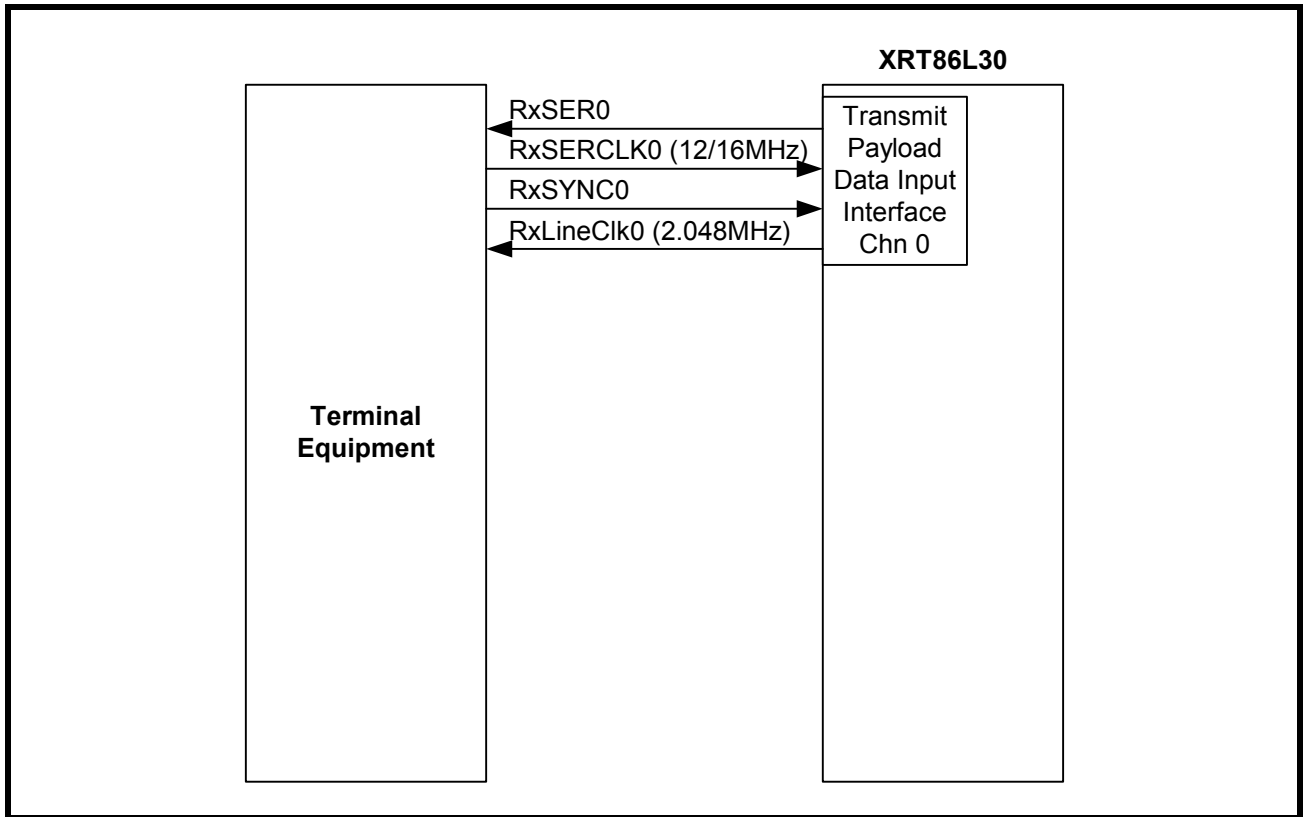 XRT86L30
RxSER0
RxSERCLK0 (12/16MHz)
RxSYNC0
RxLineClk0 (2.048MHz)
Transmit
Payload
Data Input
Interface
Chn 0
Terminal
Equipment